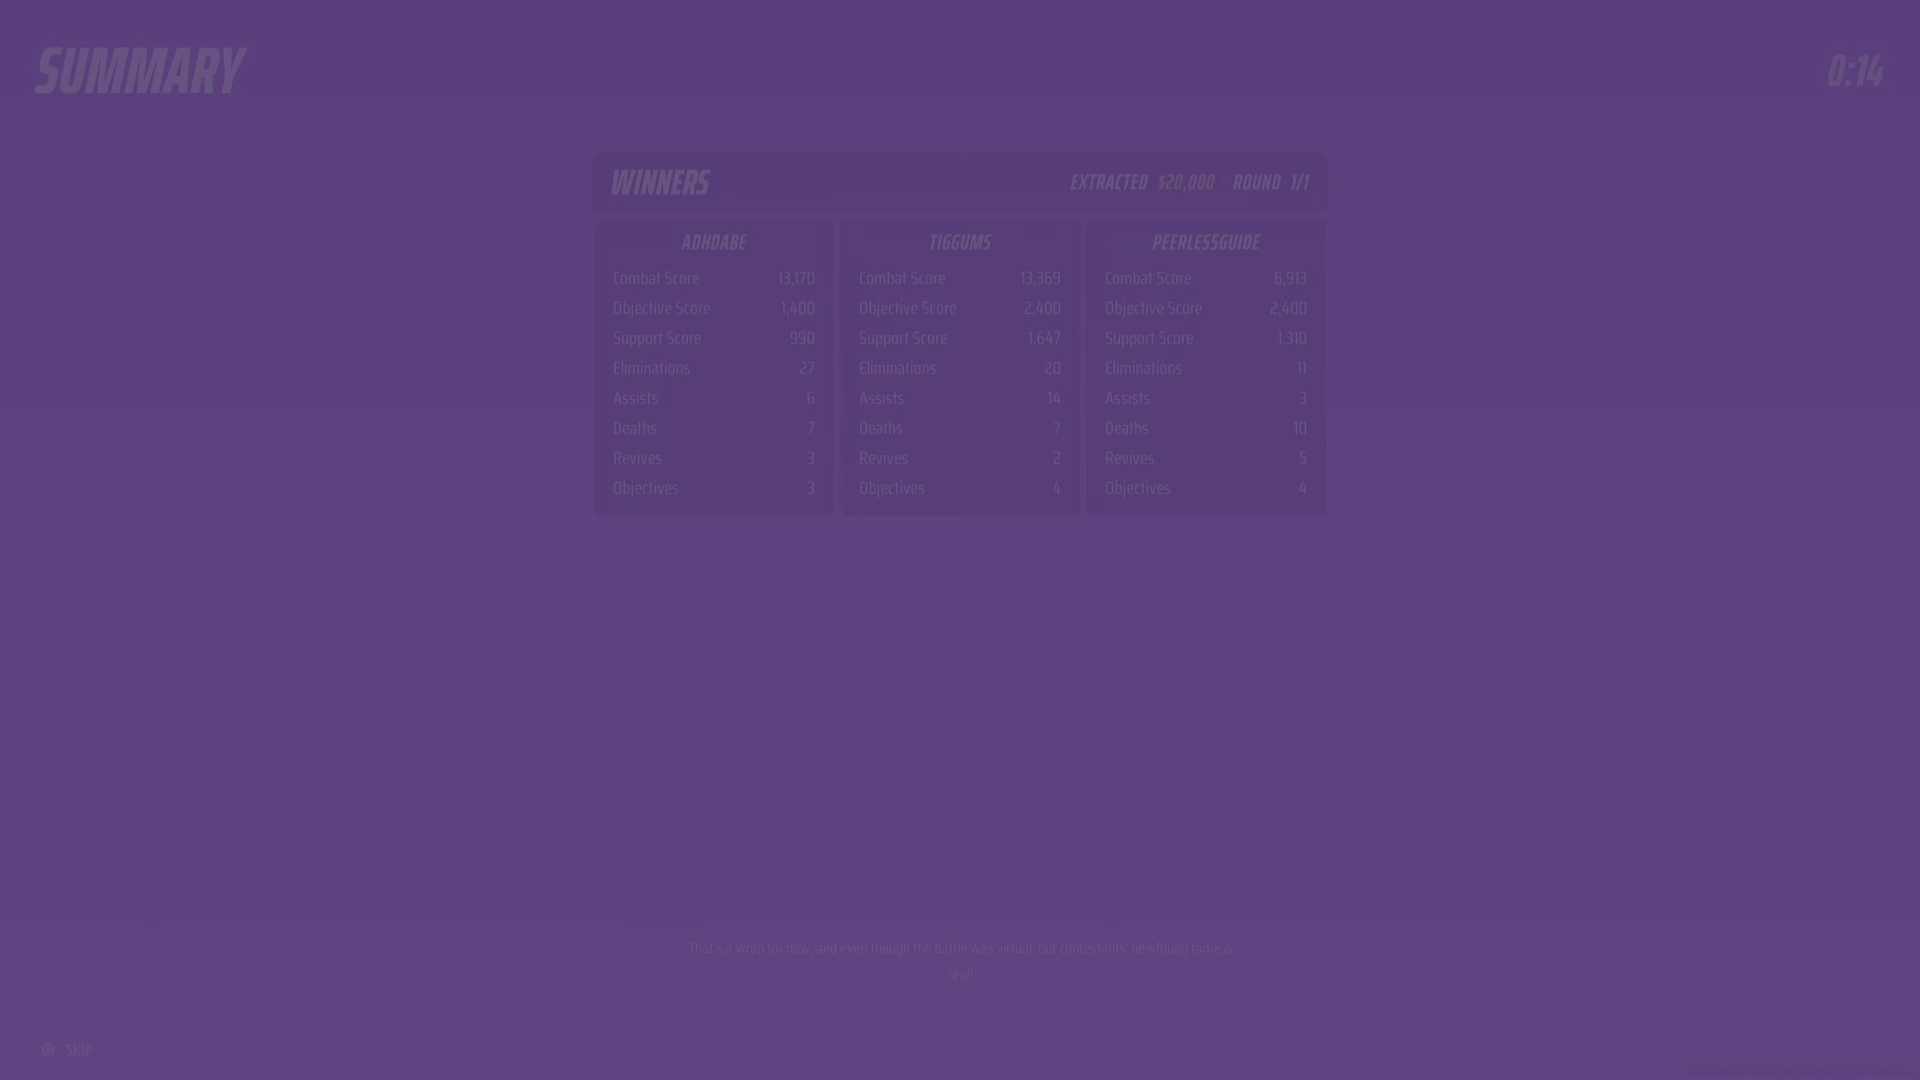 SUMMARY
0:14
WINNERS
EXTRACTED $20,000 | ROUND 1/1
ADHDABE
Combat Score 13,170
Objective Score 1,400
Support Score 990
Eliminations 27
Assists 6
Deaths 7
Revives 3
Objectives 3
TIGGUMS
Combat Score 13,369
Objective Score 2,400
Support Score 1,647
Eliminations 20
Assists 14
Deaths 7
Revives 2
Objectives 4
PEERLESSGUIDE
Combat Score 6,913
Objective Score 2,400
Support Score 1,310
Eliminations 11
Assists 3
Deaths 10
Revives 5
Objectives 4
That's a wrap for now, and even though the battle was virtual, our contestants' newfound fame is
real!
SKIP